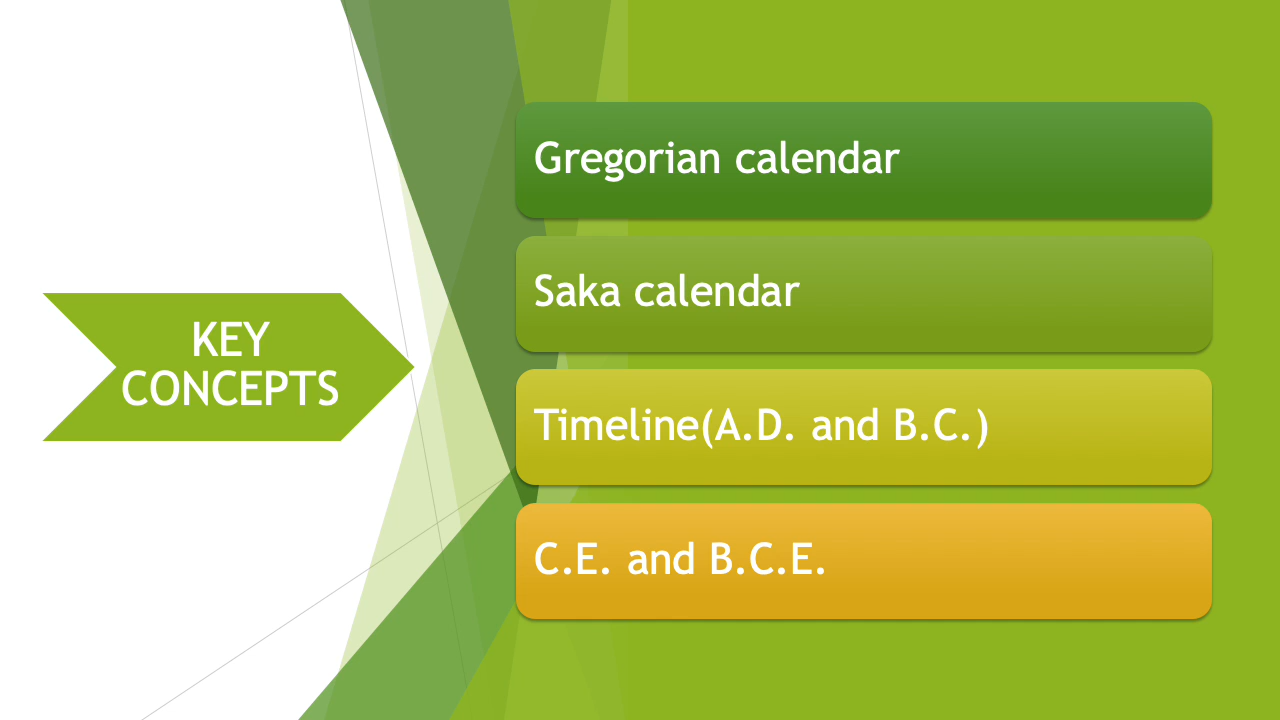 KEY
CONCEPTS
Gregorian calendar
Saka calendar
Timeline(A.D. and B.C.)
C.E. and B.C.E.